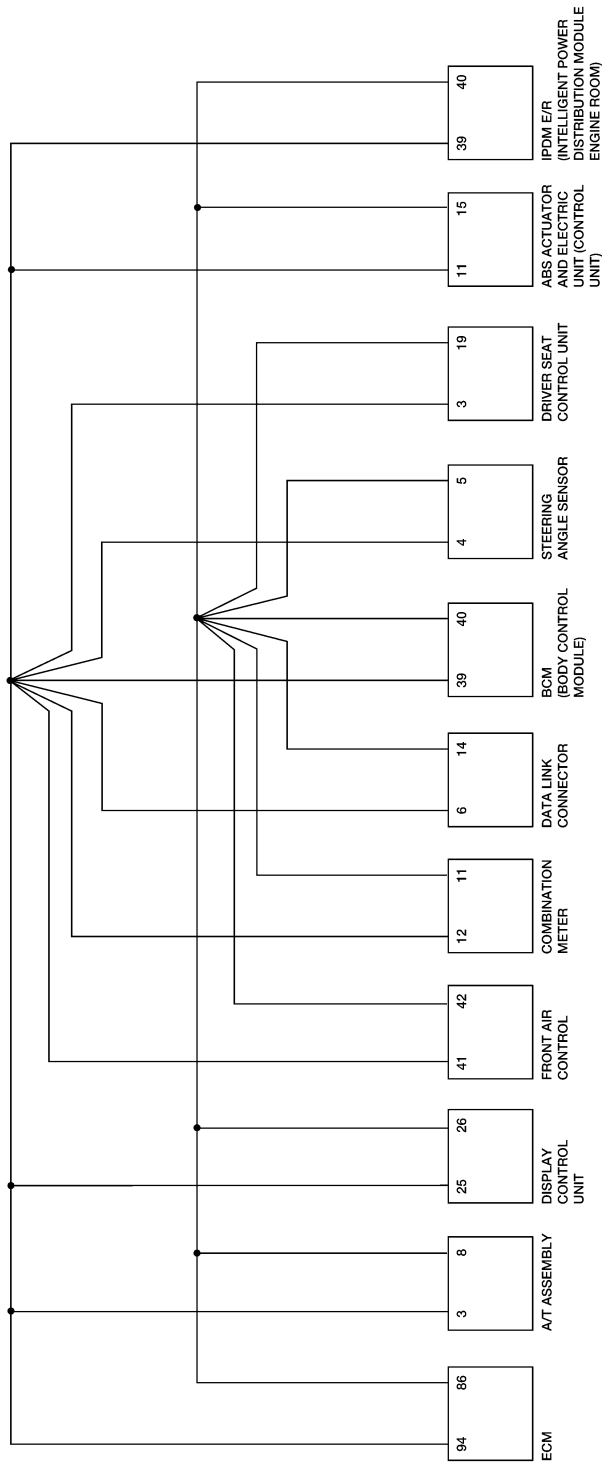 94 86
ECM
3 8
A/T ASSEMBLY
25 26
DISPLAY
CONTROL
UNIT
41 42
FRONT AIR
CONTROL
12 11
COMBINATION
METER
6 14
DATA LINK
CONNECTOR
39 40
BCM
(BODY CONTROL
MODULE)
4 5
STEERING
ANGLE SENSOR
3 19
DRIVER SEAT
CONTROL UNIT
11 15
ABS ACTUATOR
AND ELECTRIC
UNIT (CONTROL
UNIT)
39 40
IPDM E/R
(INTELLIGENT POWER
DISTRIBUTION MODULE
ENGINE ROOM)